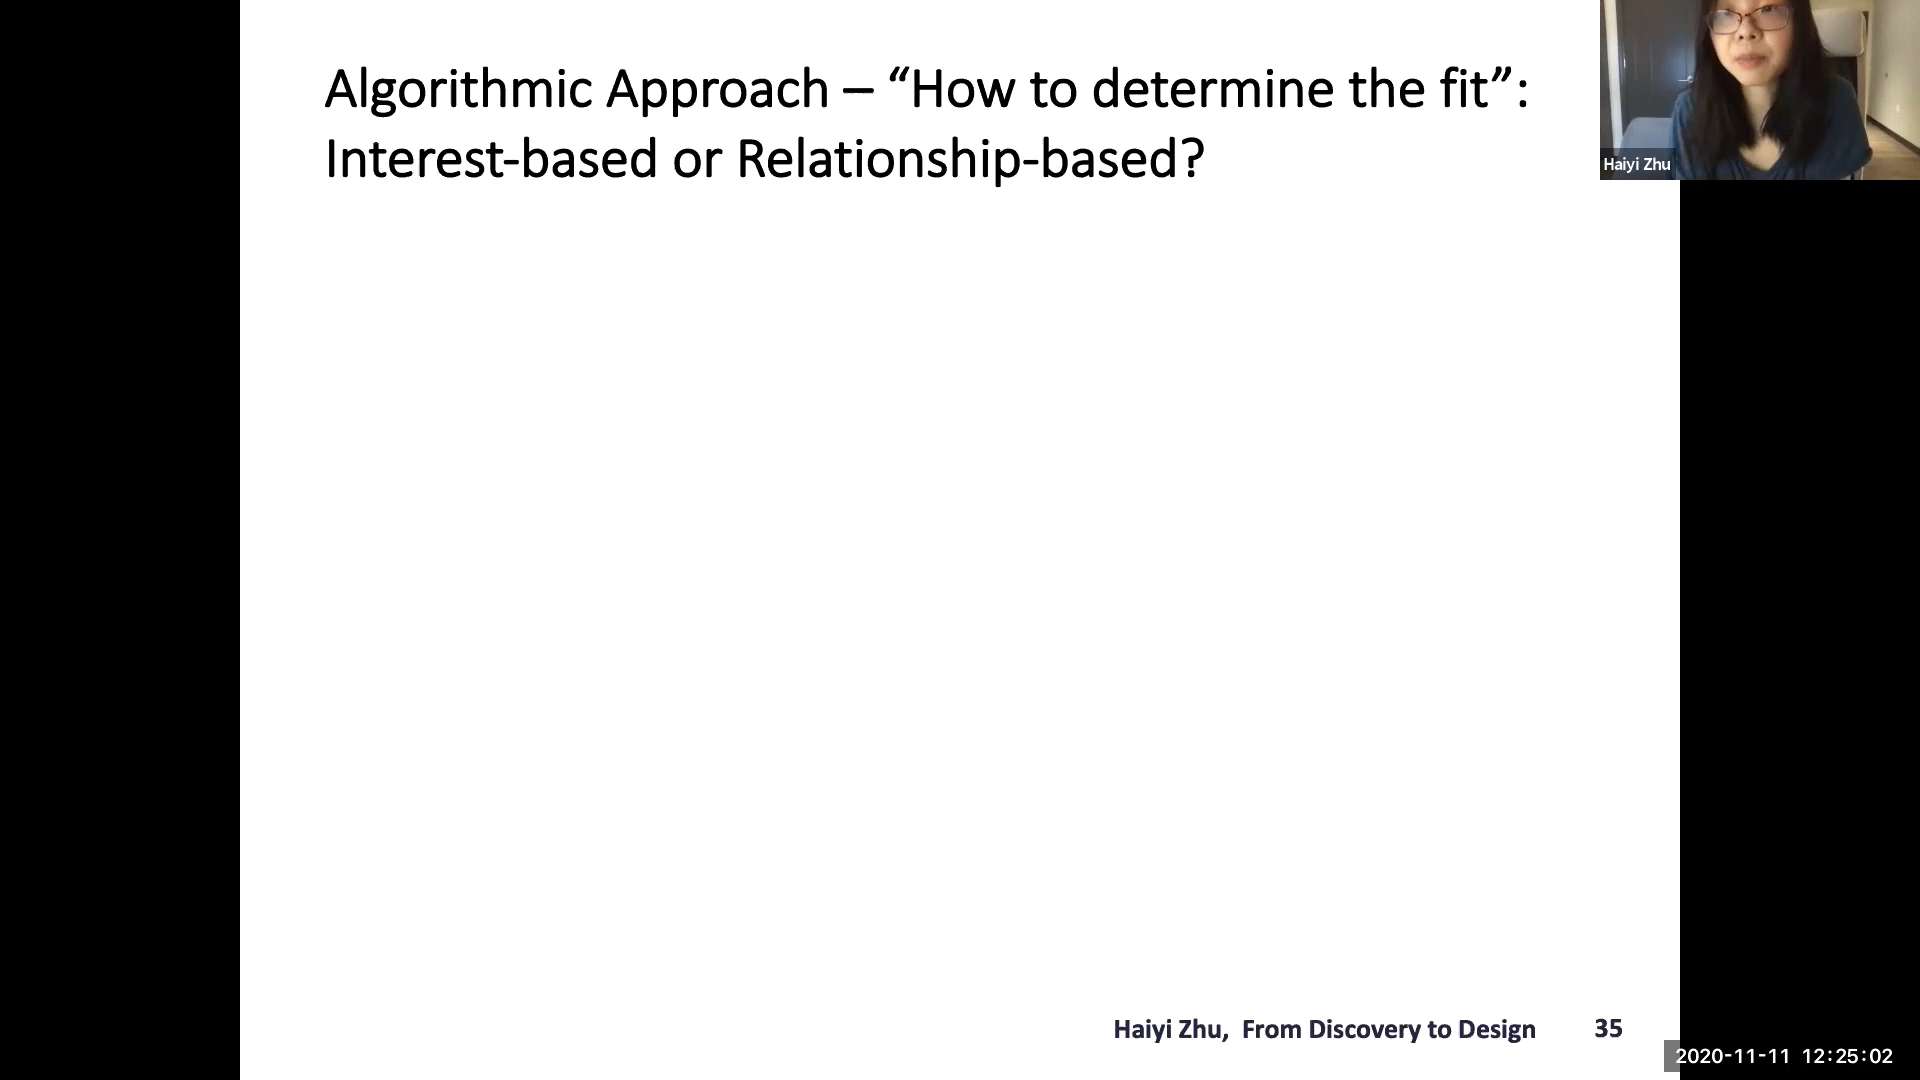 Algorithmic Approach – “How to determine the fit”:
Interest-based or Relationship-based?
Haiyi Zhu
Haiyi Zhu,  From Discovery to Design
35
2020-11-11 12:25:02